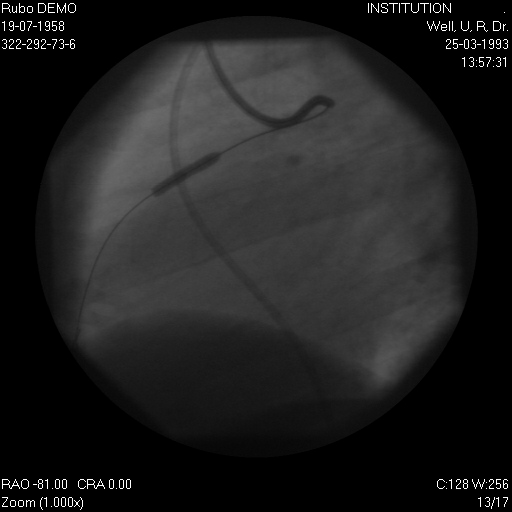 Rubo DEMO
19-07-1958
322-292-73-6
INSTITUTION .
Well, U, R, Dr.
25-03-1993
13:57:31
RAO -81.00 CRA 0.00
Zoom (1.000x)
C:128 W:256
13/17